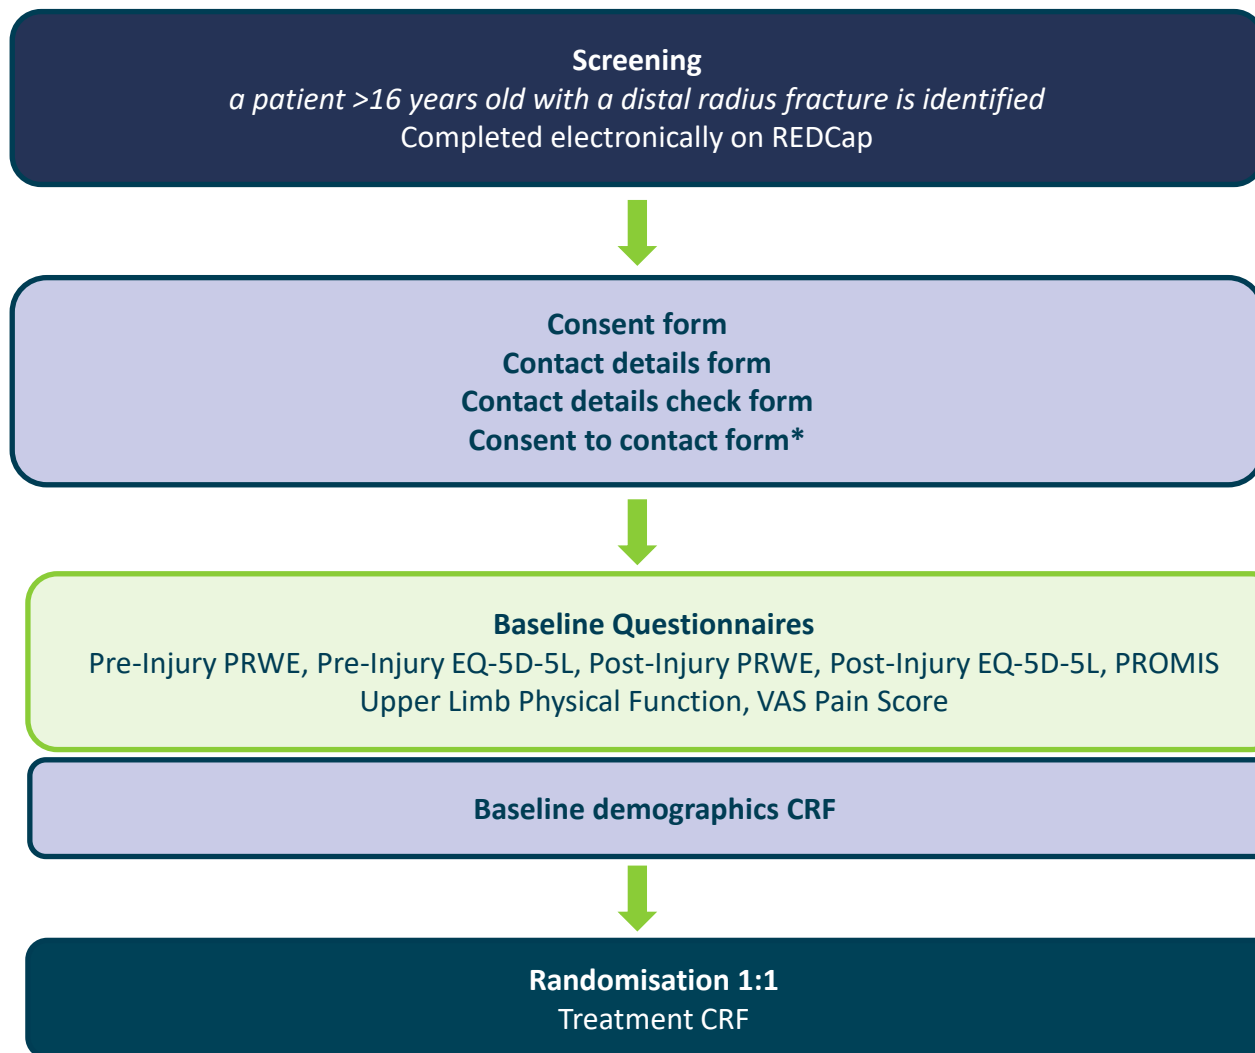 Screening
a patient >16 years old with a distal radius fracture is identified
Completed electronically on REDCap
Consent form
Contact details form
Contact details check form
Consent to contact form*
Baseline Questionnaires
Pre-Injury PRWE, Pre-Injury EQ-5D-5L, Post-Injury PRWE, Post-Injury EQ-5D-5L, PROMIS
Upper Limb Physical Function, VAS Pain Score
Baseline demographics CRF
Randomisation 1:1
Treatment CRF